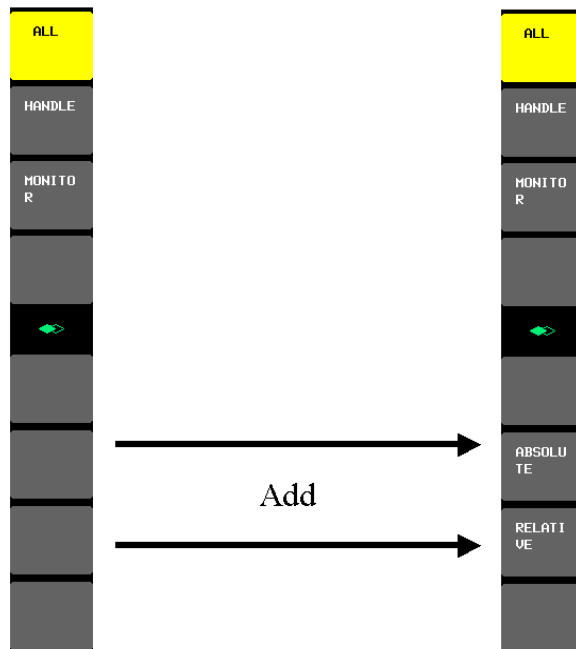 ALL
HANDLE
MONITO
R
Add
ALL
HANDLE
MONITO
R
ABSOLU
TE
RELATI
VE